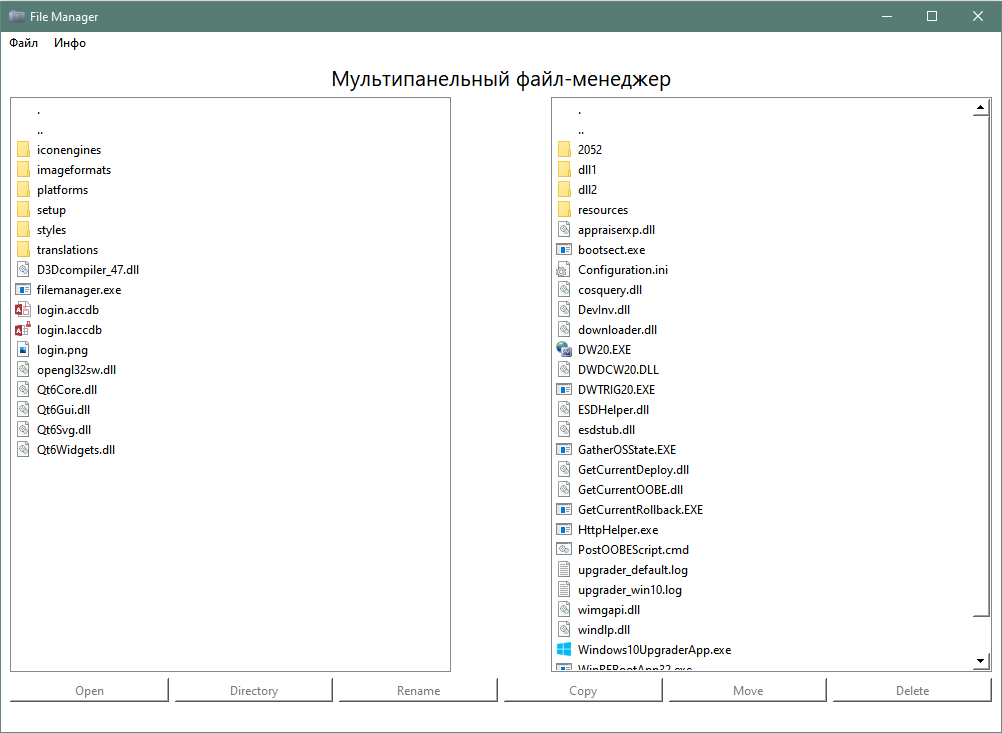 File Manager
Файл Инфо
Мультипанельный файл-менеджер
.
..
iconengines
imageformats
platforms
setup
styles
translations
D3Dcompiler_47.dll
filemanager.exe
login.accdb
login.laccdb
login.png
opengl32sw.dll
Qt6Core.dll
Qt6Gui.dll
Qt6Svg.dll
Qt6Widgets.dll
.
..
2052
dll1
dll2
resources
appraiserxp.dll
bootsect.exe
Configuration.ini
cosquery.dll
DevInv.dll
downloader.dll
DW20.EXE
DWDCW20.DLL
DWTRIG20.EXE
ESDHelper.dll
esdstub.dll
GatherOSState.EXE
GetCurrentDeploy.dll
GetCurrentOOBE.dll
GetCurrentRollback.EXE
HttpHelper.exe
PostOOBEScript.cmd
upgrader_default.log
upgrader_win10.log
wimgapi.dll
windlp.dll
Windows10UpgraderApp.exe
WinREBootApp32.exe
Open Directory Rename Copy Move Delete